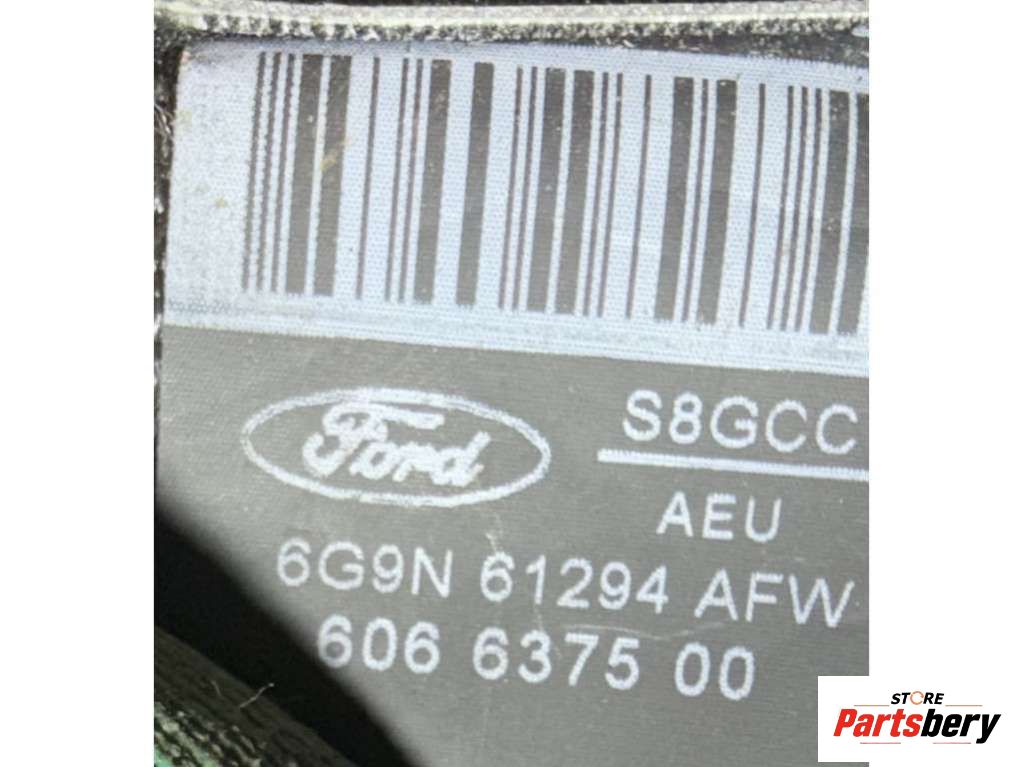 Ford
S8GCC
AEU
6G9N 61294 AFW
606 6375 00
STORE
Partsbery